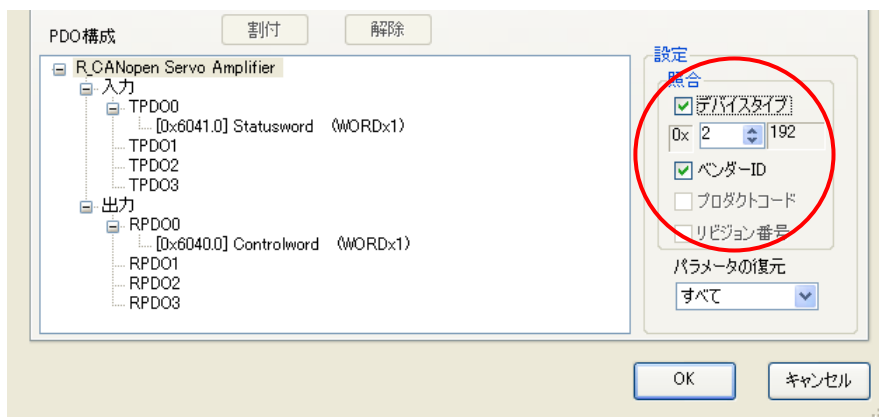 PDO構成
割付
解除
R_CANopen Servo Amplifier
入力
TPDO0
[0x6041.0] Statusword (WORDx1)
TPDO1
TPDO2
TPDO3
出力
RPDO0
[0x6040.0] Controlword (WORDx1)
RPDO1
RPDO2
RPDO3
設定
照合
デバイスタイプ
0x 2 192
ベンダーID
プロダクトコード
リビジョン番号
パラメータの復元
すべて
OK
キャンセル